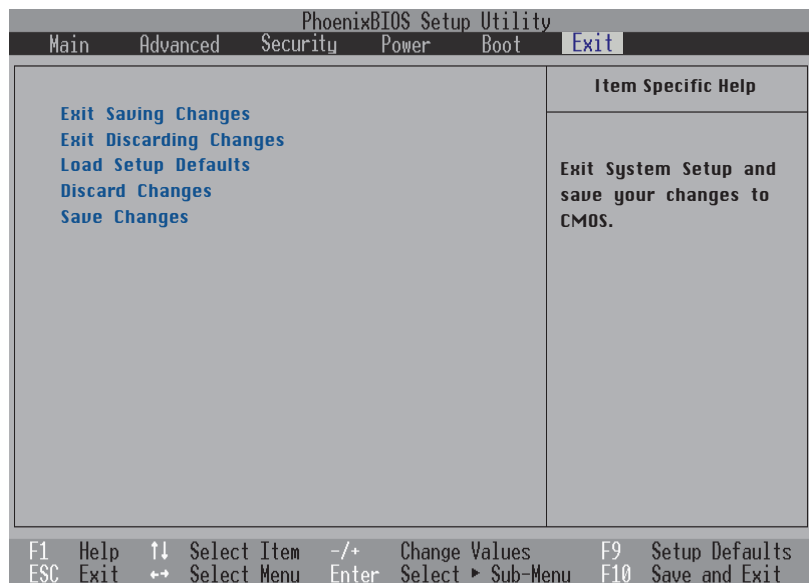 PhoenixBIOS Setup Utility
Main Advanced Security Power Boot Exit
Exit Saving Changes
Exit Discarding Changes
Load Setup Defaults
Discard Changes
Save Changes
Item Specific Help
Exit System Setup and
save your changes to
CMOS.
F1 Help ↑↓ Select Item -/+ Change Values F9 Setup Defaults
ESC Exit ←→ Select Menu Enter Select ▶ Sub-Menu F10 Save and Exit